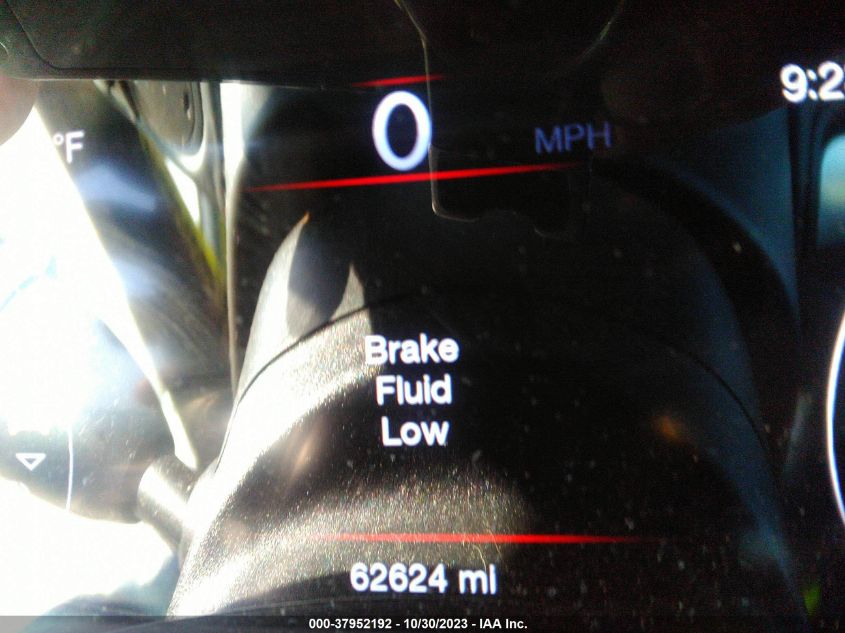 9:2
°F
0 MPH
Brake
Fluid
Low
62624 mi
000-37952192 - 10/30/2023 - IAA Inc.